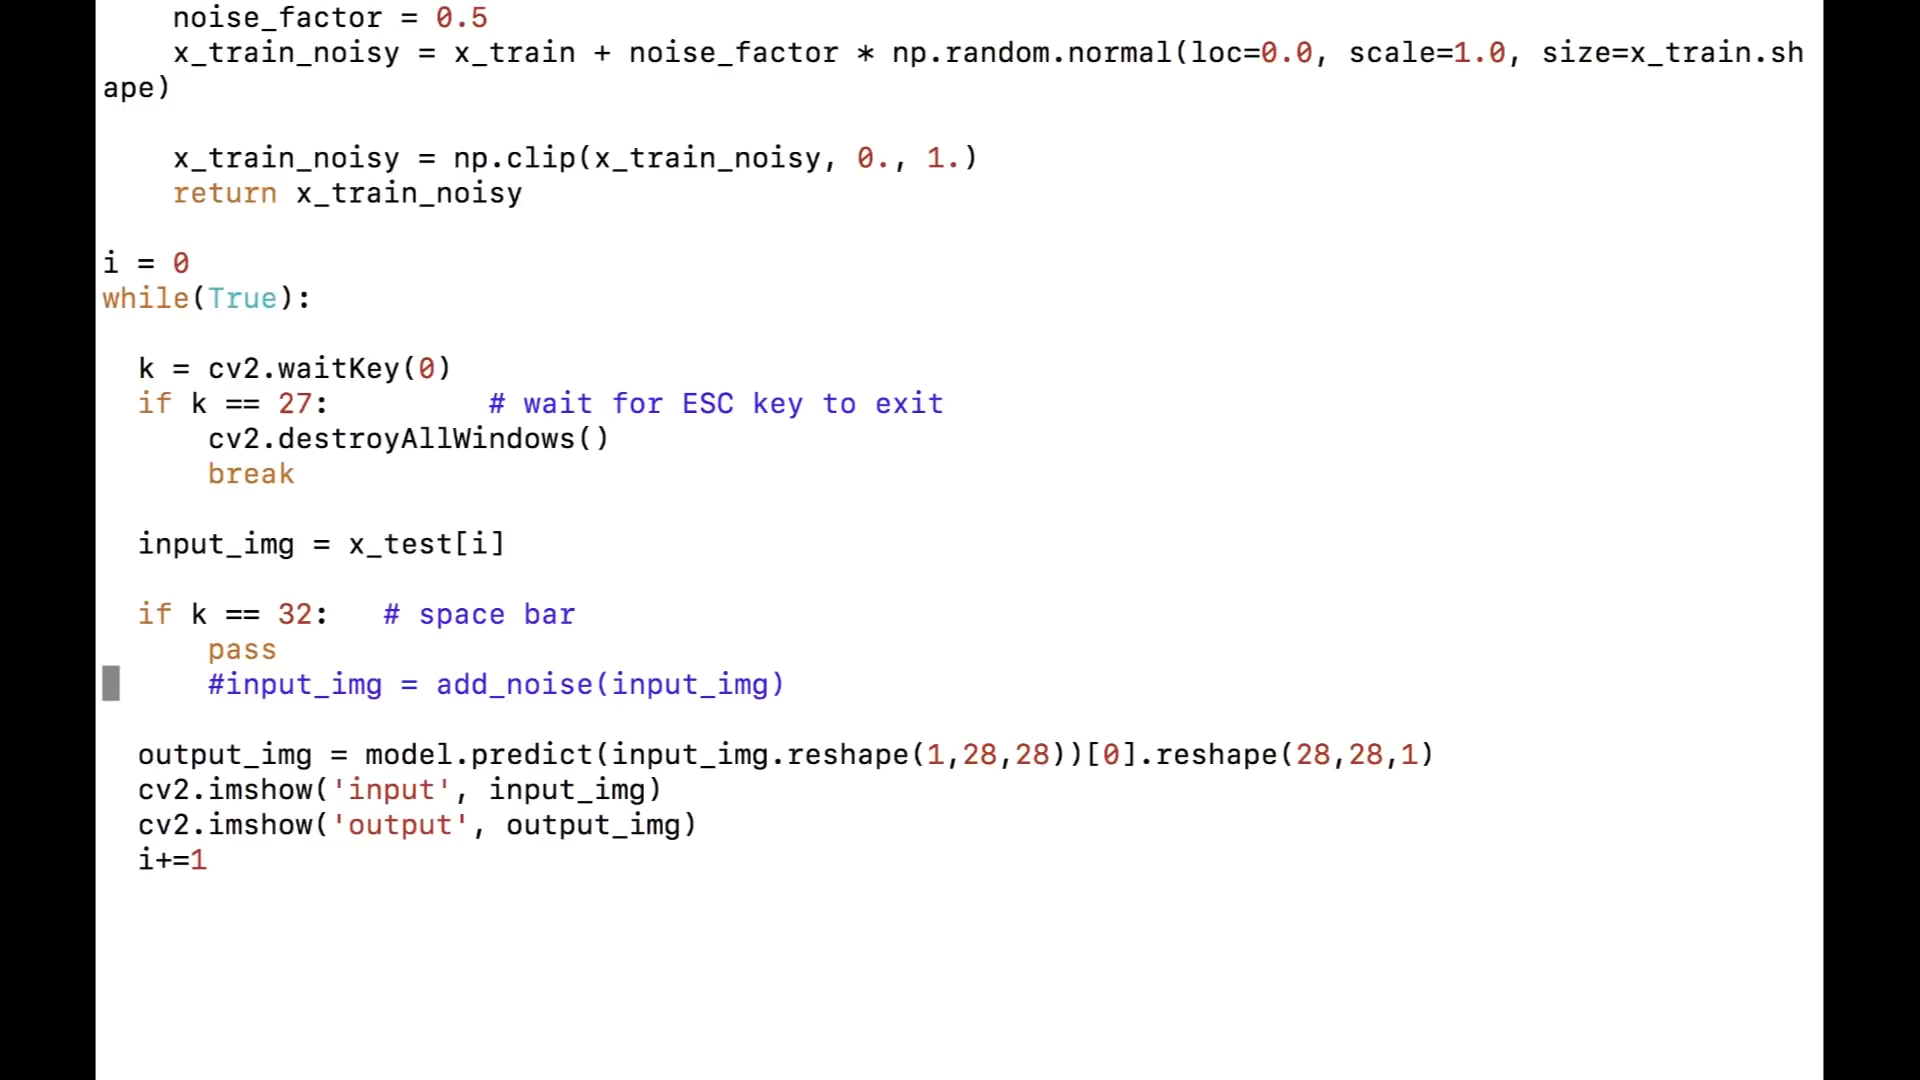 noise_factor = 0.5
x_train_noisy = x_train + noise_factor * np.random.normal(loc=0.0, scale=1.0, size=x_train.sh
ape)
x_train_noisy = np.clip(x_train_noisy, 0., 1.)
return x_train_noisy
i = 0
while(True):
k = cv2.waitKey(0)
if k == 27:         # wait for ESC key to exit
cv2.destroyAllWindows()
break
input_img = x_test[i]
if k == 32:   # space bar
pass
#input_img = add_noise(input_img)
output_img = model.predict(input_img.reshape(1,28,28))[0].reshape(28,28,1)
cv2.imshow('input', input_img)
cv2.imshow('output', output_img)
i+=1